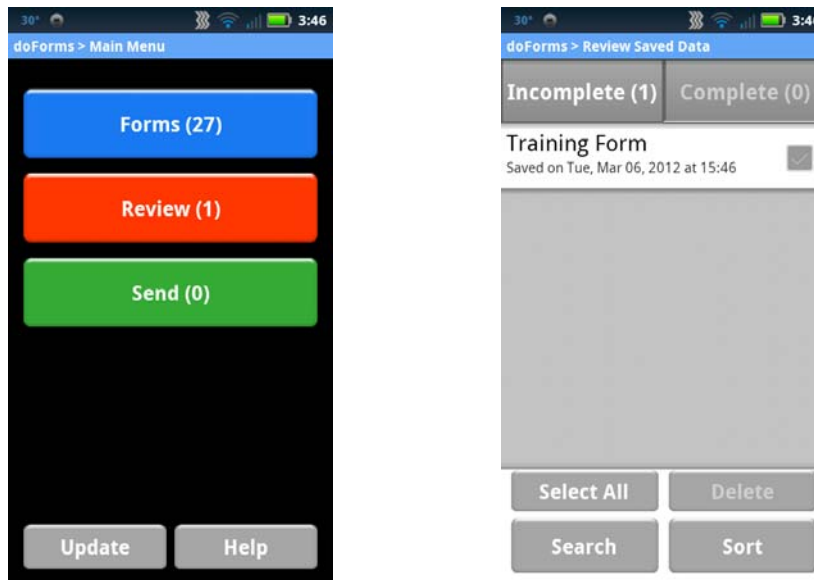 30° 3:46
doForms > Main Menu
Forms (27)
Review (1)
Send (0)
Update Help
30° 3:46
doForms > Review Saved Data
Incomplete (1) Complete (0)
Training Form
Saved on Tue, Mar 06, 2012 at 15:46
Select All Delete
Search Sort